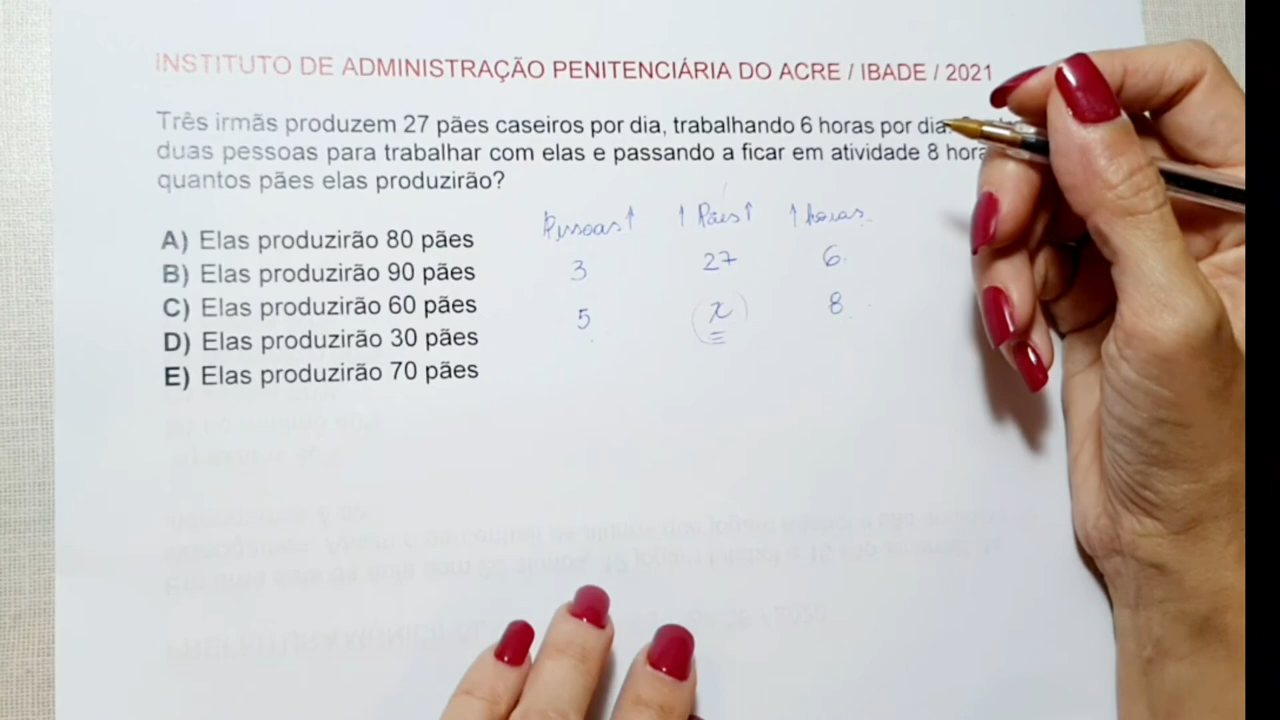 INSTITUTO DE ADMINISTRAÇÃO PENITENCIÁRIA DO ACRE / IBADE / 2021
Três irmãs produzem 27 pães caseiros por dia, trabalhando 6 horas por dia.
duas pessoas para trabalhar com elas e passando a ficar em atividade 8
quantos pães elas produzirão?
A) Elas produzirão 80 pães
B) Elas produzirão 90 pães
C) Elas produzirão 60 pães
D) Elas produzirão 30 pães
E) Elas produzirão 70 pães
Pessoas ↑ ↑ Pães ↑ ↑ horas
3 27 6
5 (x) 8